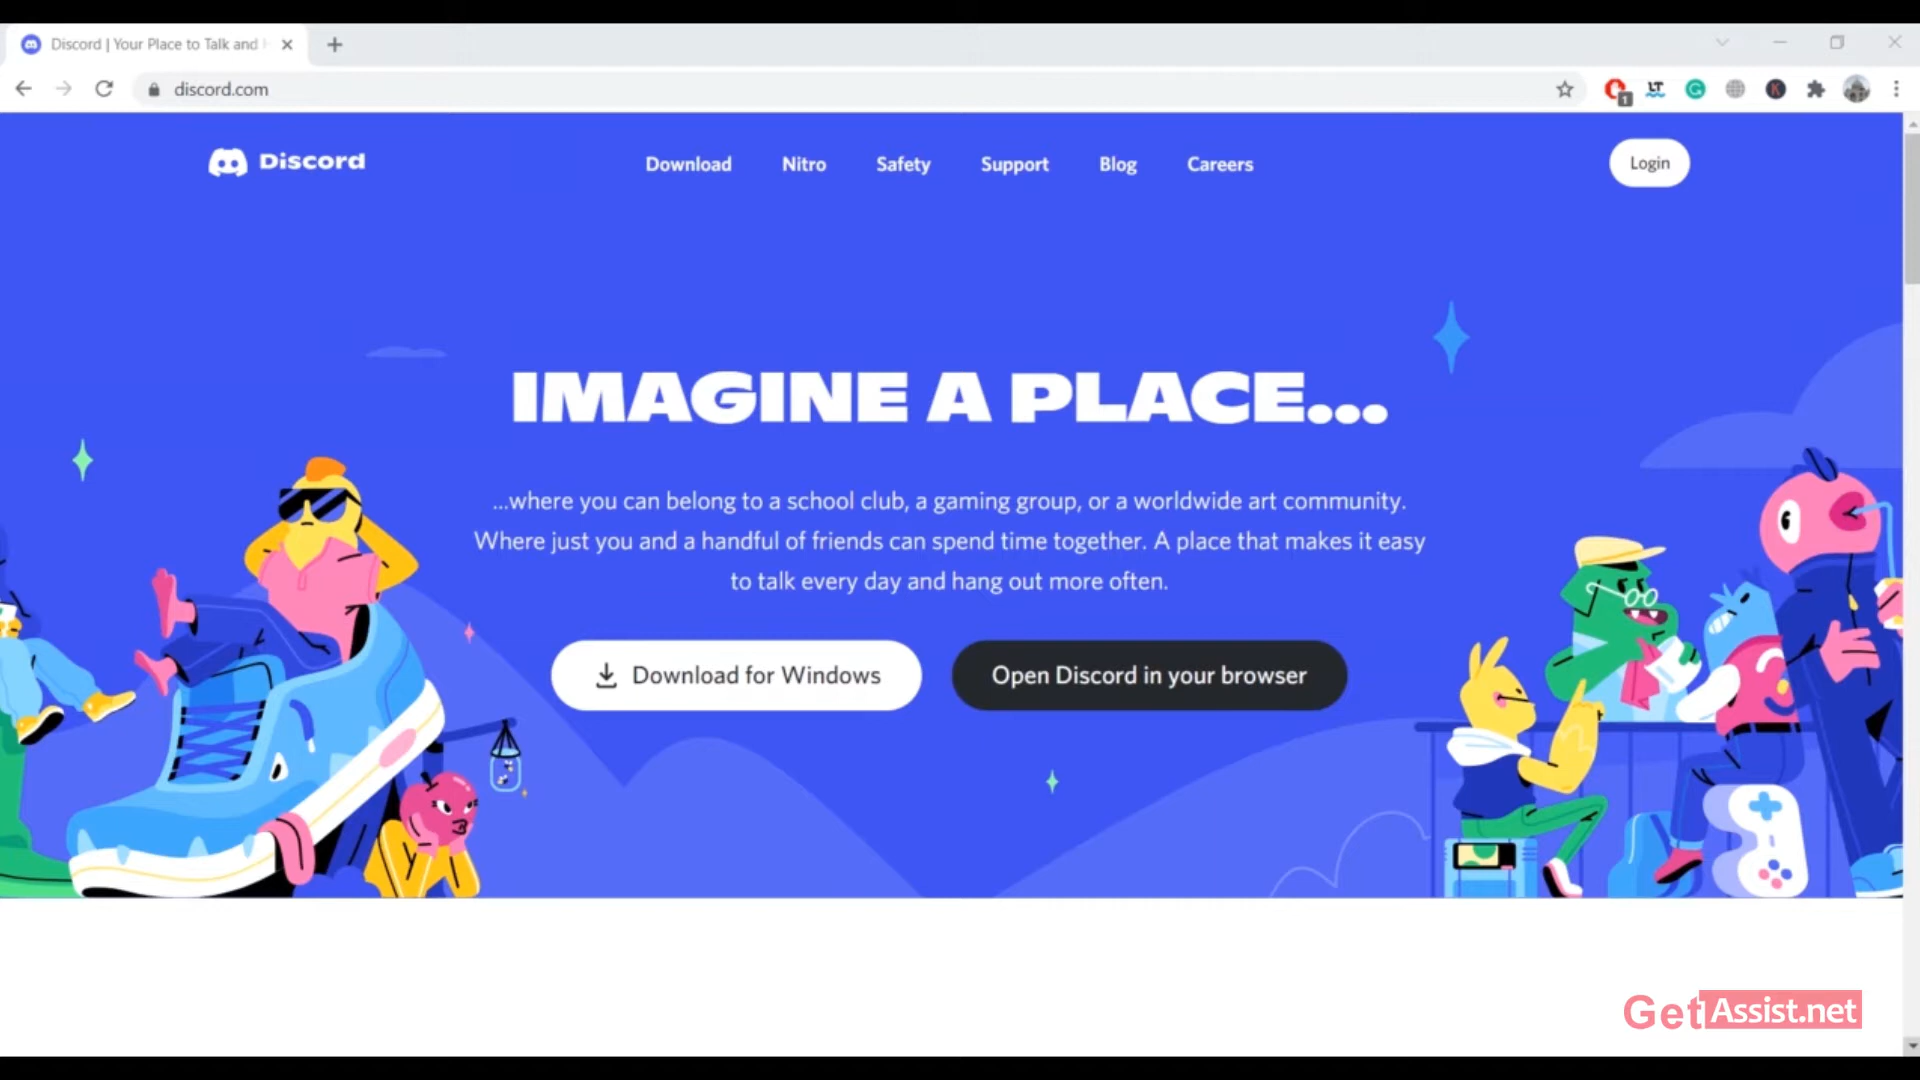 Discord | Your Place to Talk and
discord.com
1
LT
G
K
Discord
Download
Nitro
Safety
Support
Blog
Careers
Login
IMAGINE A PLACE...
...where you can belong to a school club, a gaming group, or a worldwide art community.
Where just you and a handful of friends can spend time together. A place that makes it easy
to talk every day and hang out more often.
Download for Windows
Open Discord in your browser
GetAssist.net